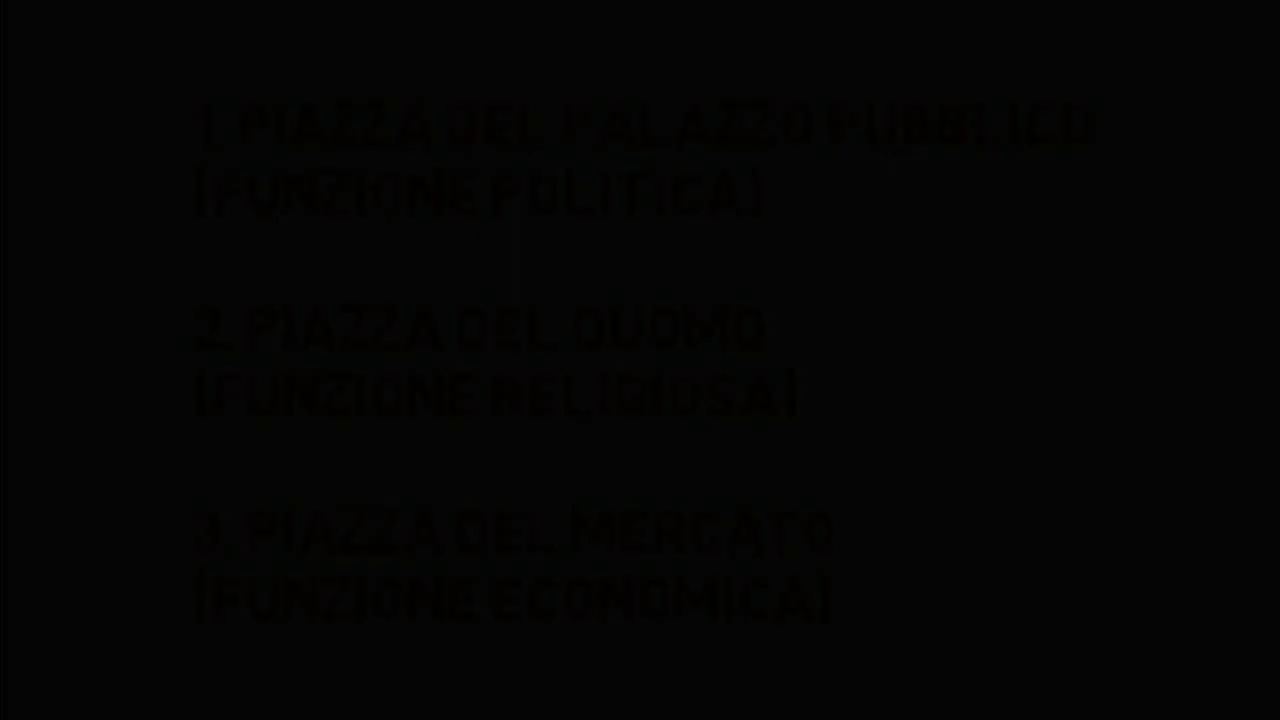 1. PIAZZA DEL PALAZZO PUBBLICO
(FUNZIONE POLITICA)
2. PIAZZA DEL DUOMO
(FUNZIONE RELIGIOSA)
3. PIAZZA DEL MERCATO
(FUNZIONE ECONOMICA)